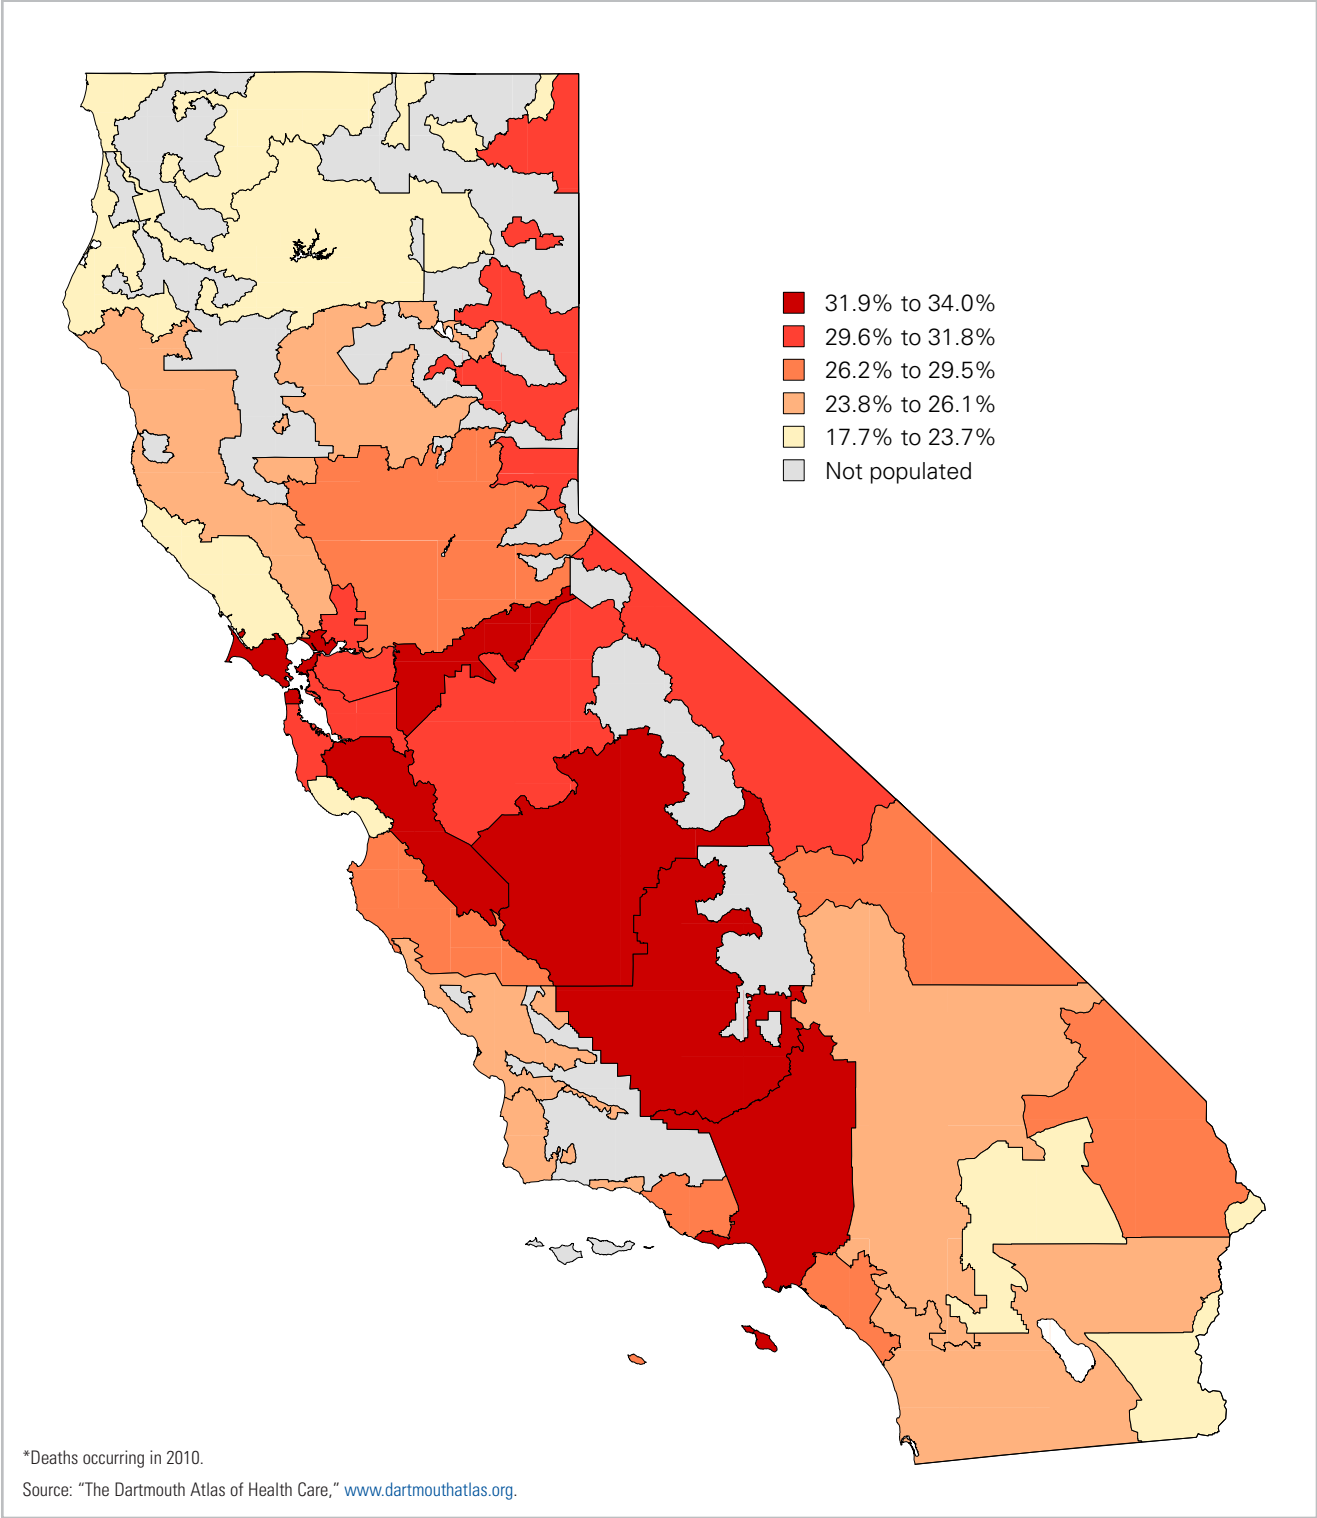 31.9% to 34.0%
29.6% to 31.8%
26.2% to 29.5%
23.8% to 26.1%
17.7% to 23.7%
Not populated
*Deaths occurring in 2010.
Source: “The Dartmouth Atlas of Health Care,” www.dartmouthatlas.org.